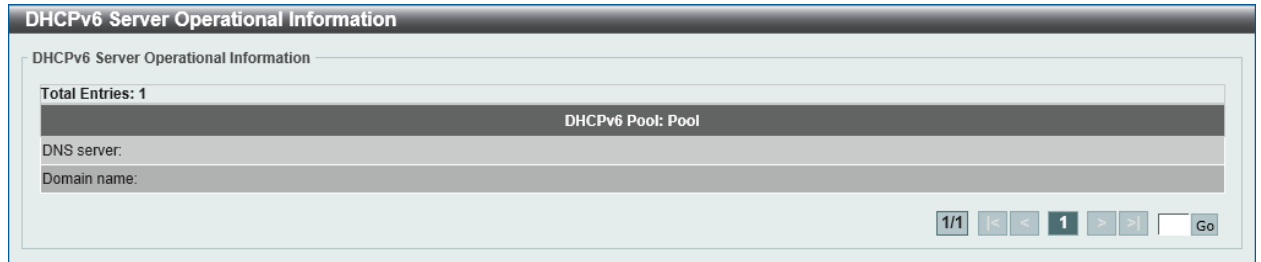 DHCPv6 Server Operational Information
DHCPv6 Server Operational Information
Total Entries: 1
DHCPv6 Pool: Pool
DNS server:
Domain name:
1/1 |< < 1 > >| Go